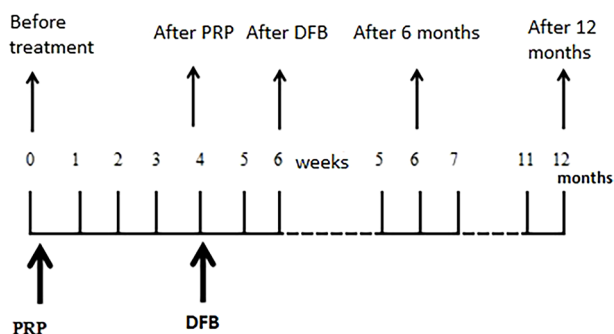 Before
treatment
After PRP
After DFB
After 6 months
After 12
months
0 1 2 3 4 5 6 weeks 5 6 7 11 12
months
PRP
DFB